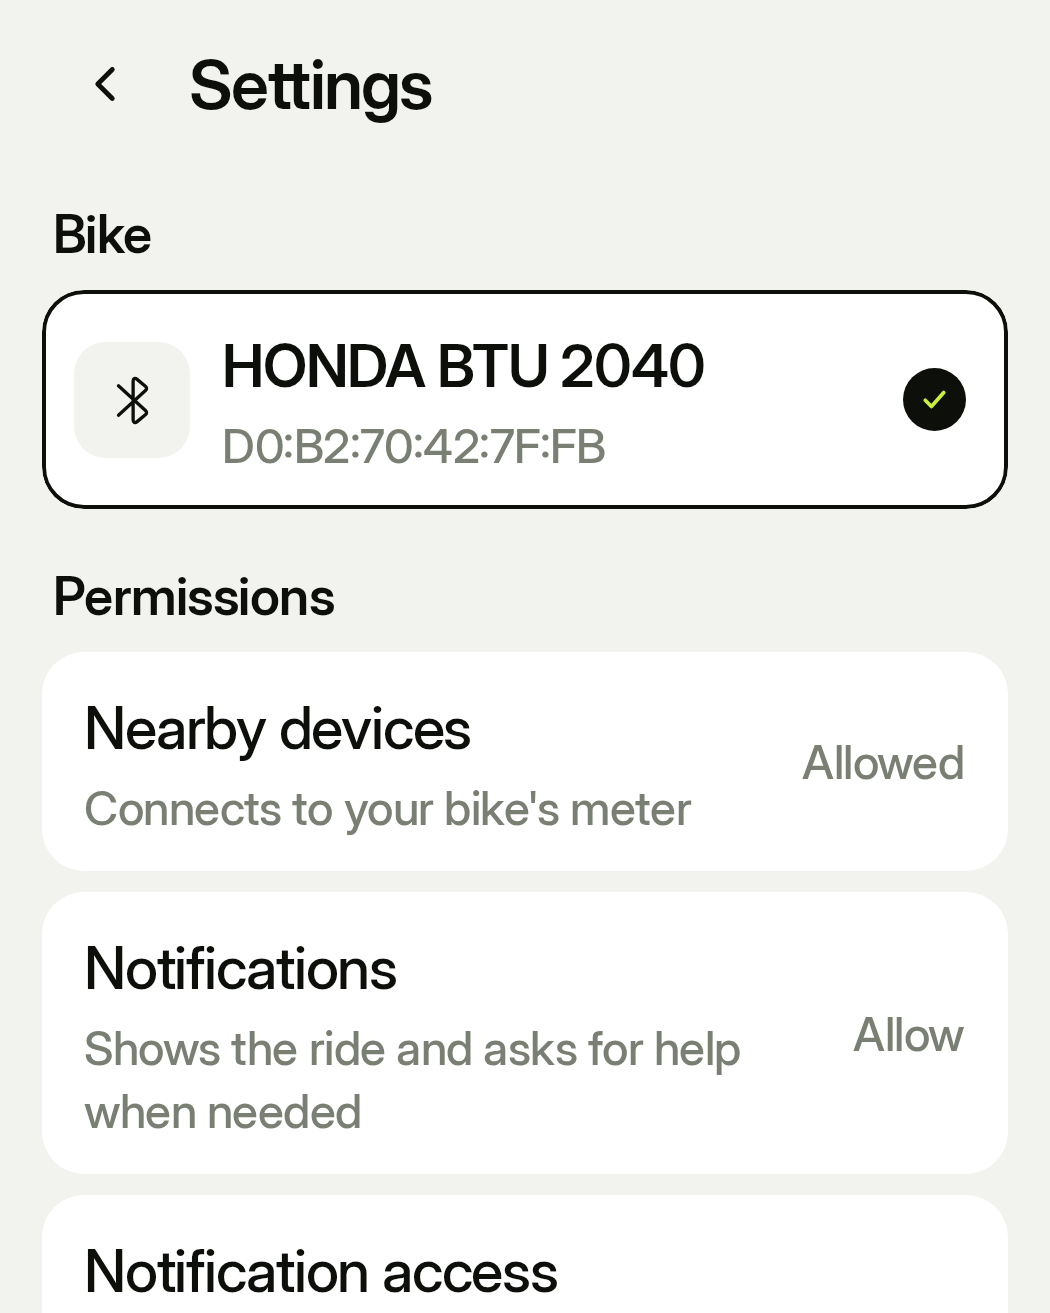 Settings
Bike
HONDA BTU 2040
D0:B2:70:42:7F:FB
Permissions
Nearby devices
Connects to your bike's meter
Allowed
Notifications
Shows the ride and asks for help
when needed
Allow
Notification access